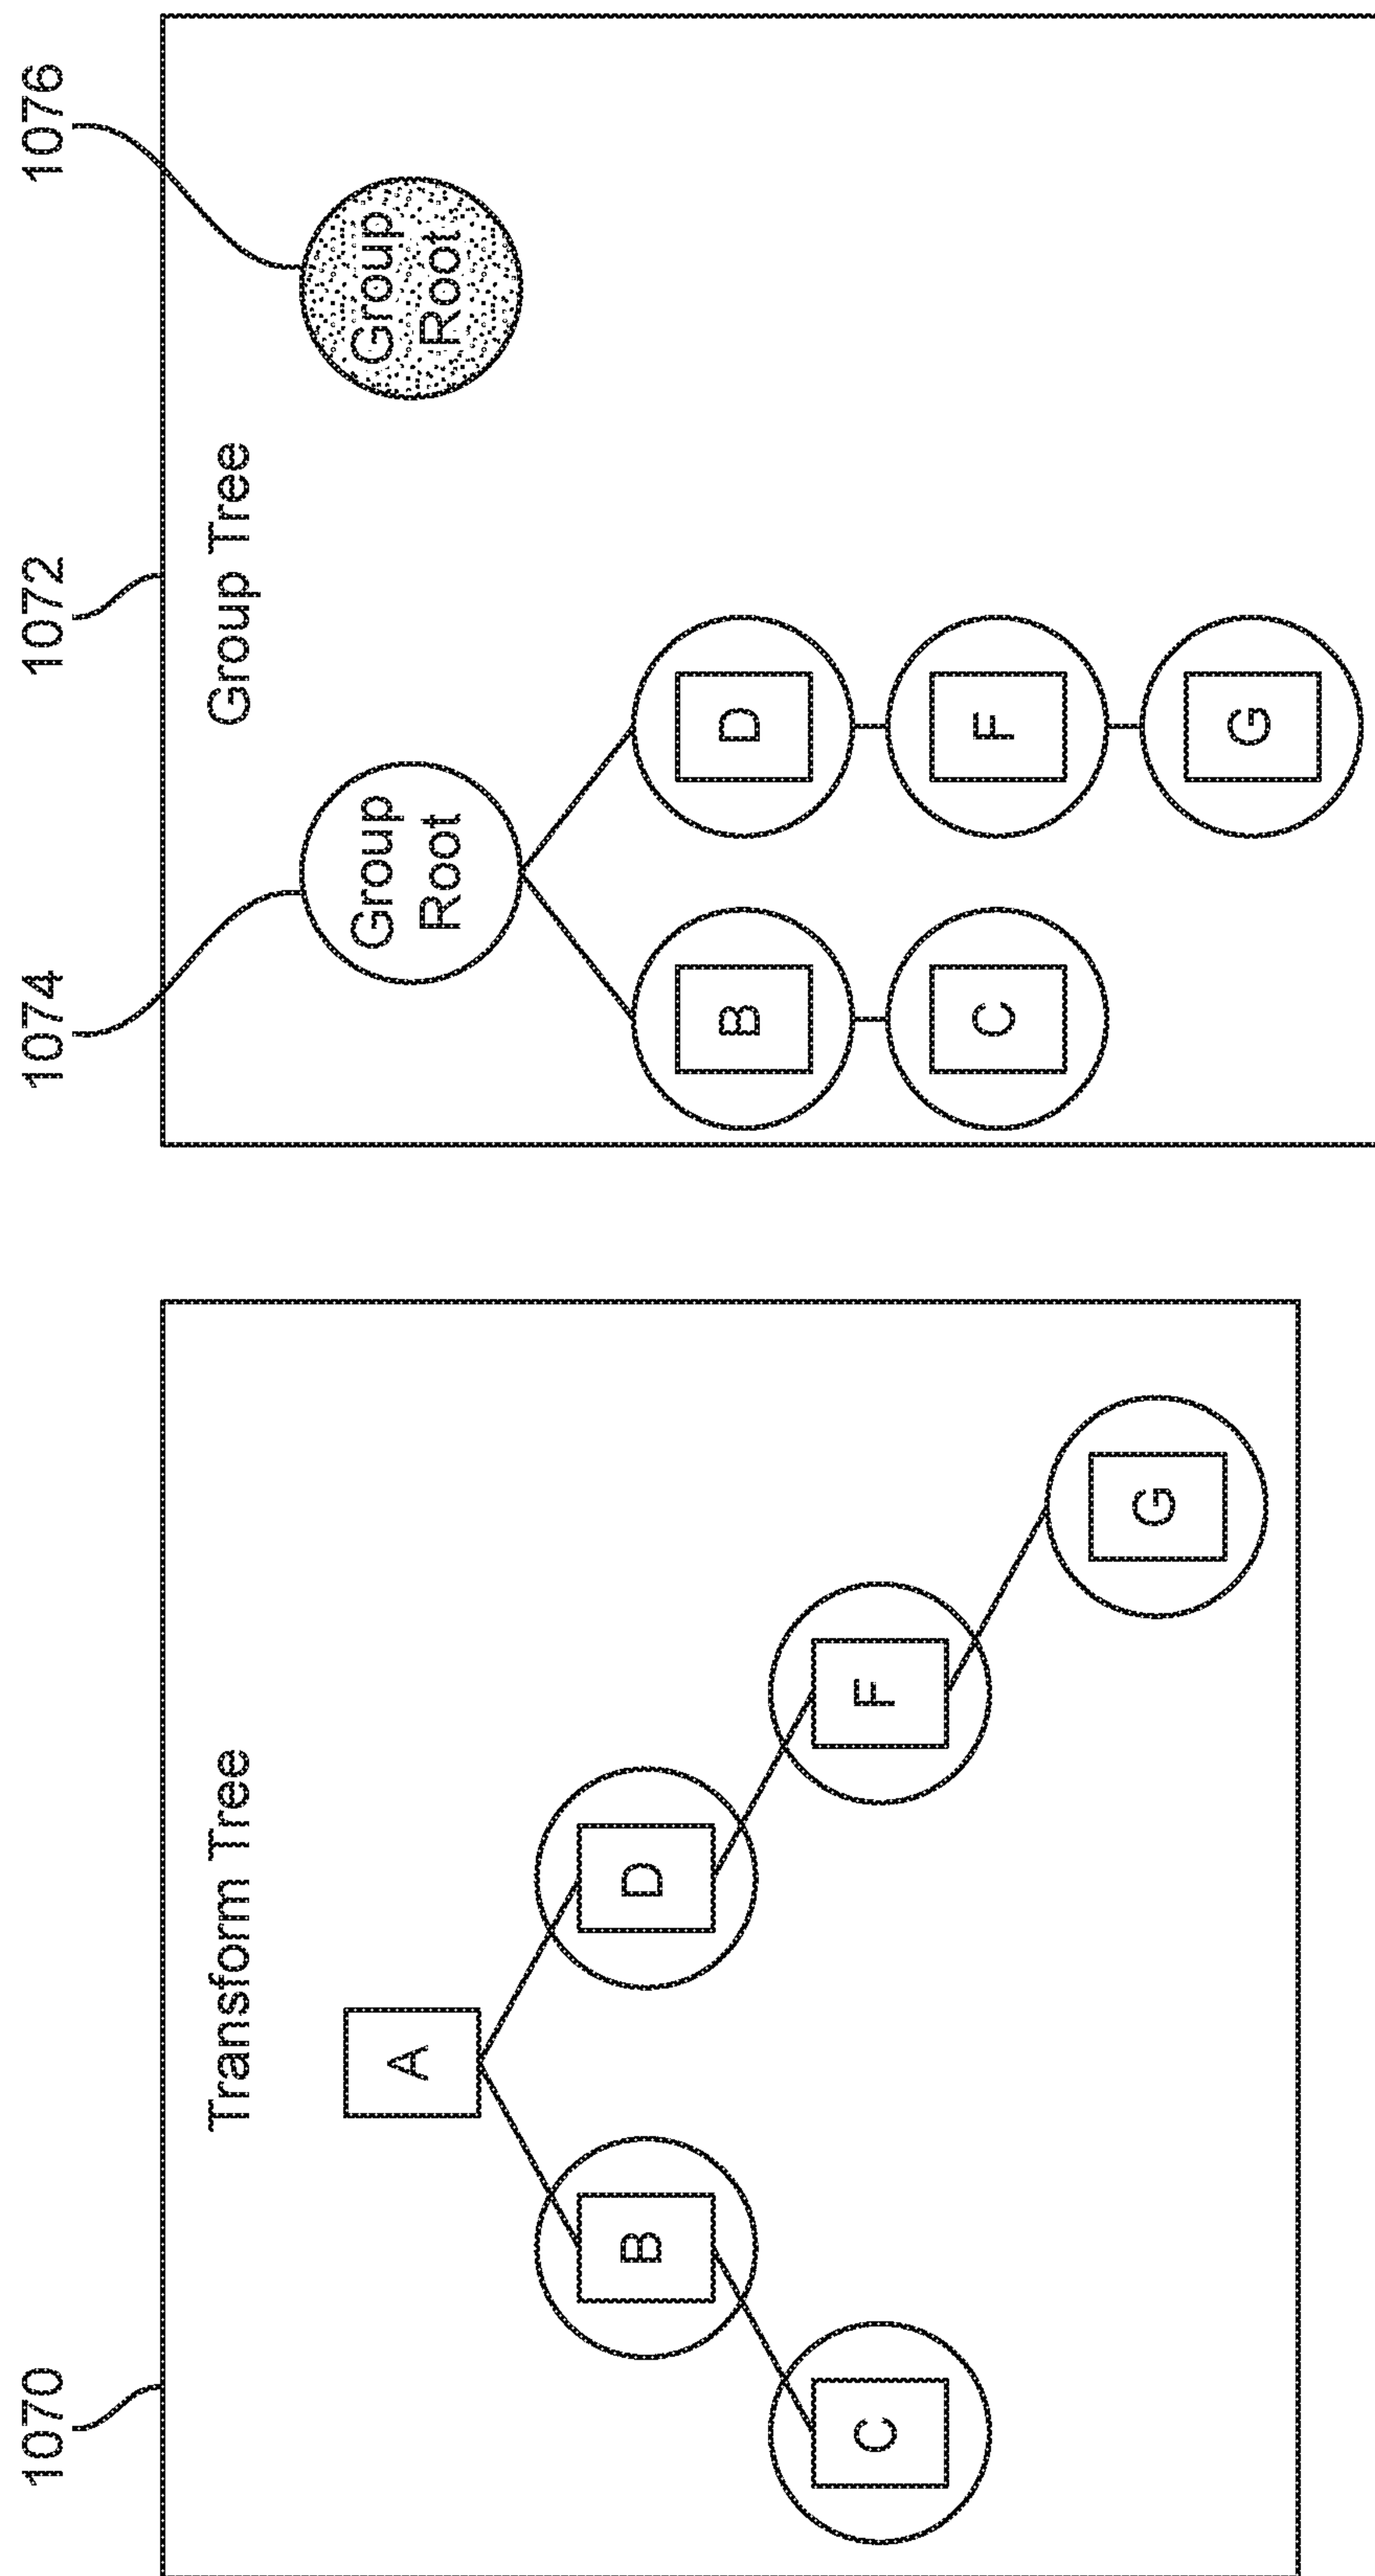 1070
Transform Tree
A
B
D
C
F
G
1074
1072
1076
Group Tree
Group
Root
Group
Root
B
D
C
F
G